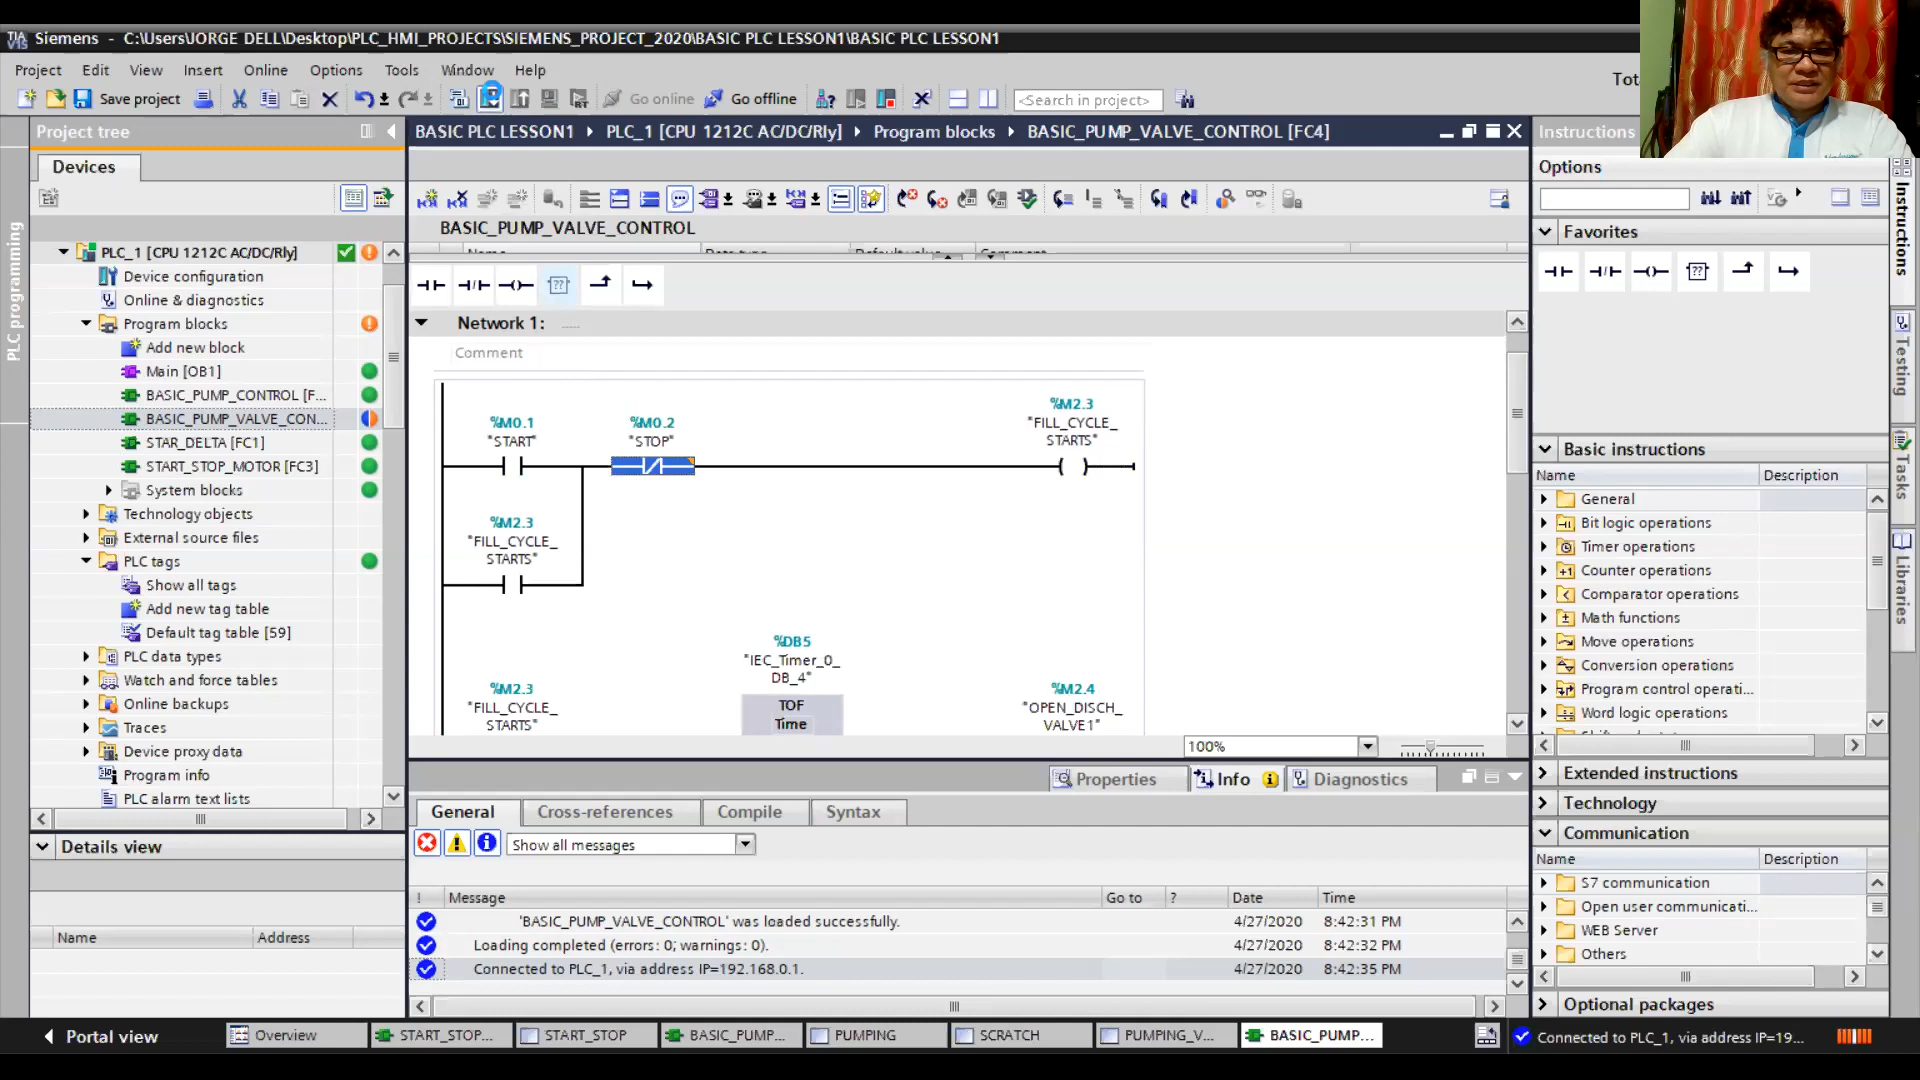 Siemens - C:\Users\JORGE DELL\Desktop\PLC_HMI_PROJECTS\SIEMENS_PROJECT_2020\BASIC PLC LESSON1\BASIC PLC LESSON1
Project Edit View Insert Online Options Tools Window Help
Save project Go online Go offline <Search in project>
Project tree
BASIC PLC LESSON1 PLC_1 [CPU 1212C AC/DC/Rly] Program blocks BASIC_PUMP_VALVE_CONTROL [FC4]
Instructions
Devices
Options
BASIC_PUMP_VALVE_CONTROL
PLC programming
PLC_1 [CPU 1212C AC/DC/Rly]
Device configuration
Online & diagnostics
Program blocks
Add new block
Main [OB1]
BASIC_PUMP_CONTROL [F...
BASIC_PUMP_VALVE_CON...
STAR_DELTA [FC1]
START_STOP_MOTOR [FC3]
System blocks
Technology objects
External source files
PLC tags
Show all tags
Add new tag table
Default tag table [59]
PLC data types
Watch and force tables
Online backups
Traces
Device proxy data
Program info
PLC alarm text lists
Details view
Name Address
Network 1: .....
Comment
%M0.1
"START"
%M0.2
"STOP"
%M2.3
"FILL_CYCLE_
STARTS"
%M2.3
"FILL_CYCLE_
STARTS"
%DB5
"IEC_Timer_0_
DB_4"
TOF
Time
%M2.3
"FILL_CYCLE_
STARTS"
%M2.4
"OPEN_DISCH_
VALVE1"
100%
Properties Info Diagnostics
General Cross-references Compile Syntax
Show all messages
! Message Go to ? Date Time
'BASIC_PUMP_VALVE_CONTROL' was loaded successfully. 4/27/2020 8:42:31 PM
Loading completed (errors: 0; warnings: 0). 4/27/2020 8:42:32 PM
Connected to PLC_1, via address IP=192.168.0.1. 4/27/2020 8:42:35 PM
Favorites
Basic instructions
Name Description
General
Bit logic operations
Timer operations
Counter operations
Comparator operations
Math functions
Move operations
Conversion operations
Program control operati...
Word logic operations
Extended instructions
Technology
Communication
Name Description
S7 communication
Open user communicati...
WEB Server
Others
Optional packages
Instructions
Testing
Tasks
Libraries
Portal view Overview START_STOP... START_STOP BASIC_PUMP... PUMPING SCRATCH PUMPING_V... BASIC_PUMP... Connected to PLC_1, via address IP=19...